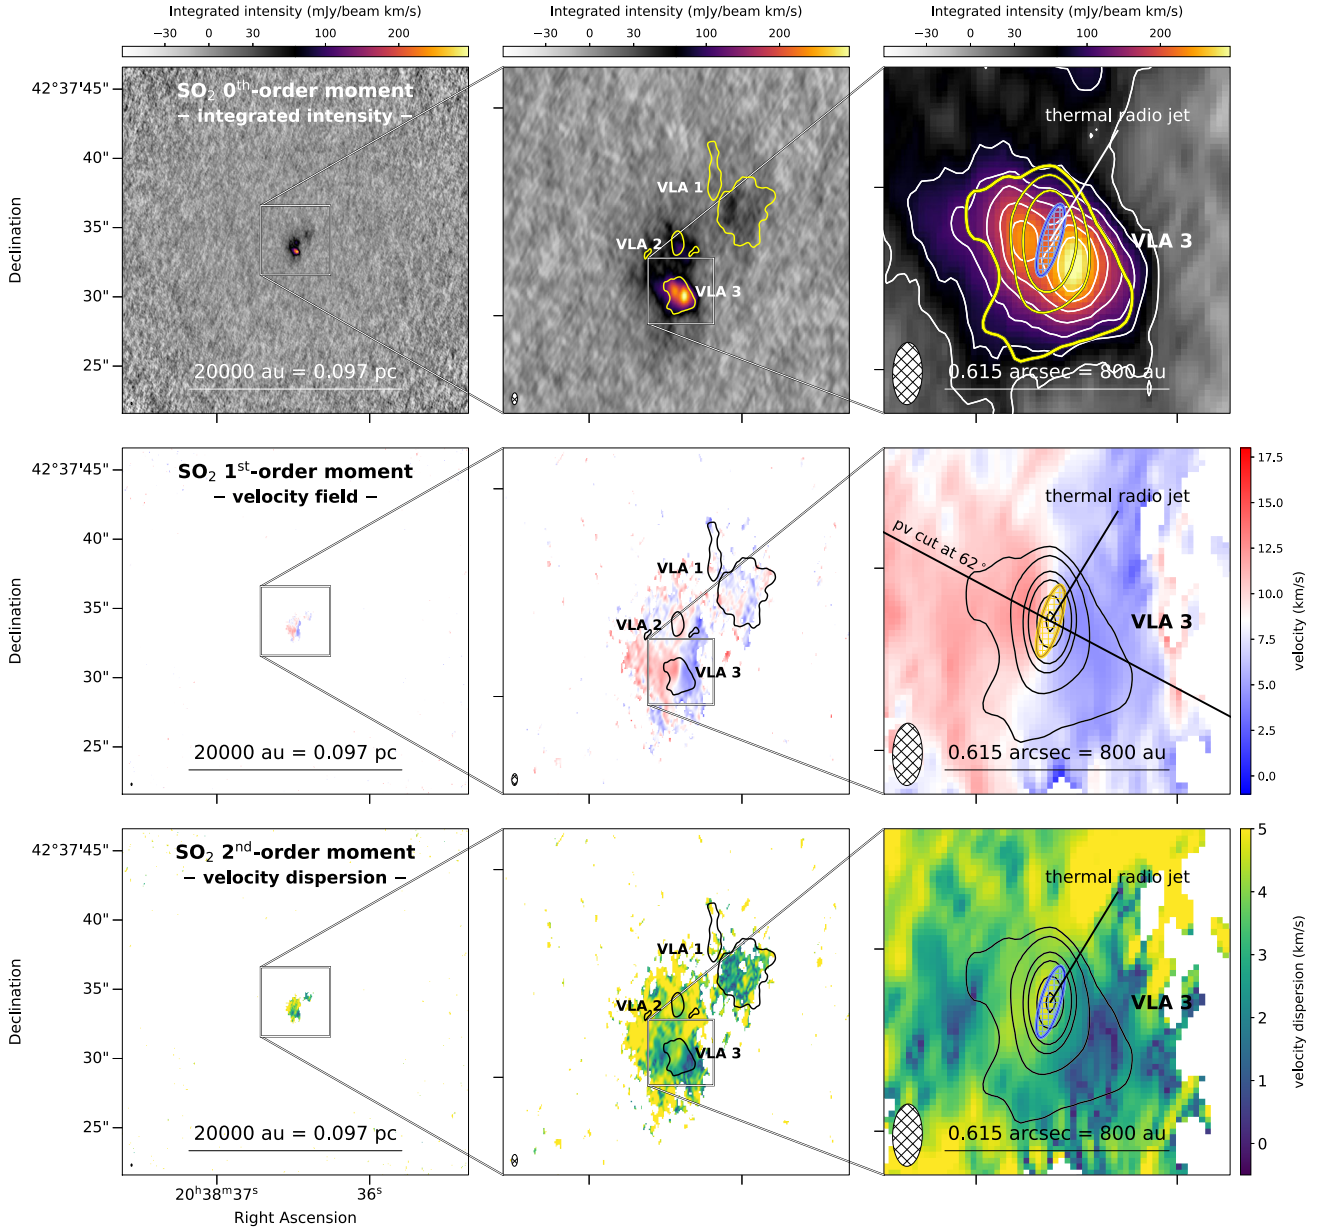 Integrated intensity (mJy/beam km/s)
Integrated intensity (mJy/beam km/s)
Integrated intensity (mJy/beam km/s)
−30 0 30 100 200
−30 0 30 100 200
−30 0 30 100 200
SO₂ 0ᵗʰ-order moment
− integrated intensity −
42°37'45"
40"
35"
30"
25"
Declination
20000 au = 0.097 pc
VLA 1
VLA 2
VLA 3
thermal radio jet
VLA 3
0.615 arcsec = 800 au
SO₂ 1ˢᵗ-order moment
− velocity field −
42°37'45"
40"
35"
30"
25"
Declination
20000 au = 0.097 pc
VLA 1
VLA 2
VLA 3
thermal radio jet
pv cut at 62°
VLA 3
0.615 arcsec = 800 au
17.5
15.0
12.5
10.0
7.5
5.0
2.5
0.0
velocity (km/s)
SO₂ 2ⁿᵈ-order moment
− velocity dispersion −
42°37'45"
40"
35"
30"
25"
Declination
20000 au = 0.097 pc
VLA 1
VLA 2
VLA 3
thermal radio jet
VLA 3
0.615 arcsec = 800 au
5
4
3
2
1
0
velocity dispersion (km/s)
20ʰ38ᵐ37ˢ 36ˢ
Right Ascension